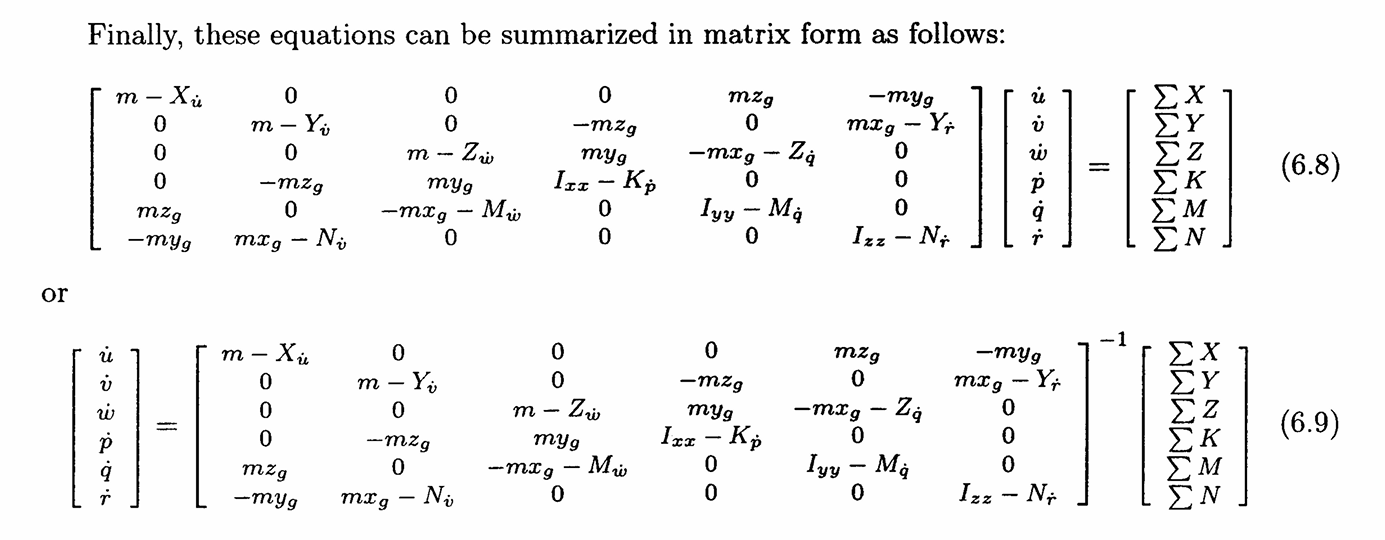 Finally, these equations can be summarized in matrix form as follows:
[ m − X_u̇ 0 0 0 mz_g −my_g ] [ u̇ ] = [ ∑ X ]
[ 0 m − Y_v̇ 0 −mz_g 0 mx_g − Y_ṙ ] [ v̇ ] [ ∑ Y ]
[ 0 0 m − Z_ẇ my_g −mx_g − Z_q̇ 0 ] [ ẇ ] [ ∑ Z ] (6.8)
[ 0 −mz_g my_g I_xx − K_ṗ 0 0 ] [ ṗ ] [ ∑ K ]
[ mz_g 0 −mx_g − M_ẇ 0 I_yy − M_q̇ 0 ] [ q̇ ] [ ∑ M ]
[ −my_g mx_g − N_v̇ 0 0 0 I_zz − N_ṙ ] [ ṙ ] [ ∑ N ]
or
[ u̇ ] = [ m − X_u̇ 0 0 0 mz_g −my_g ]⁻¹ [ ∑ X ]
[ v̇ ] [ 0 m − Y_v̇ 0 −mz_g 0 mx_g − Y_ṙ ] [ ∑ Y ]
[ ẇ ] [ 0 0 m − Z_ẇ my_g −mx_g − Z_q̇ 0 ] [ ∑ Z ] (6.9)
[ ṗ ] [ 0 −mz_g my_g I_xx − K_ṗ 0 0 ] [ ∑ K ]
[ q̇ ] [ mz_g 0 −mx_g − M_ẇ 0 I_yy − M_q̇ 0 ] [ ∑ M ]
[ ṙ ] [ −my_g mx_g − N_v̇ 0 0 0 I_zz − N_ṙ ] [ ∑ N ]